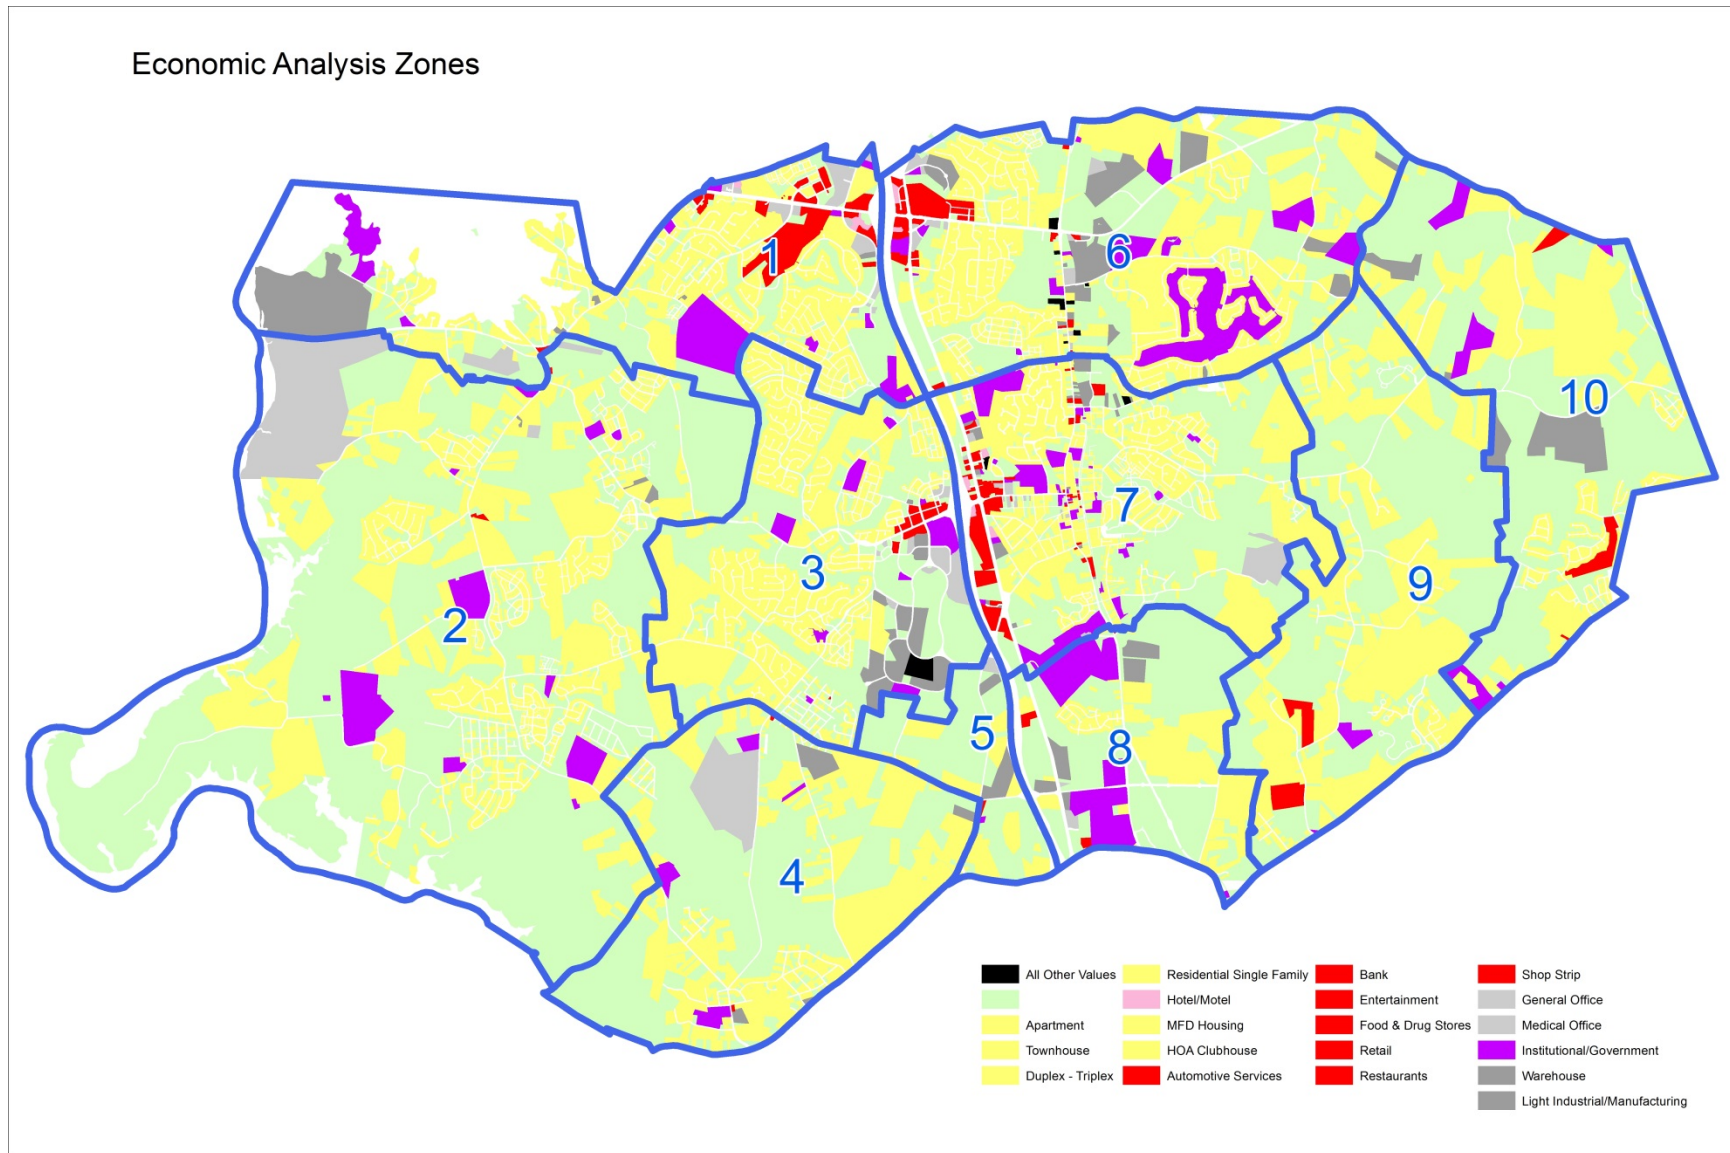 Economic Analysis Zones
1
6
10
7
3
9
2
5
8
4
All Other Values
Residential Single Family
Bank
Shop Strip
Hotel/Motel
Entertainment
General Office
Apartment
MFD Housing
Food & Drug Stores
Medical Office
Townhouse
HOA Clubhouse
Retail
Institutional/Government
Duplex - Triplex
Automotive Services
Restaurants
Warehouse
Light Industrial/Manufacturing